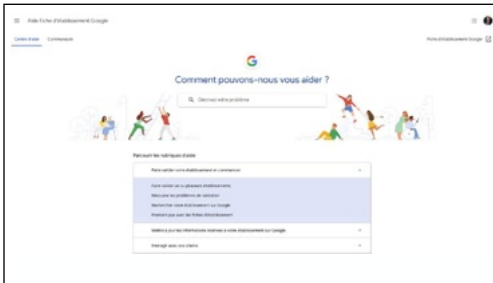 Aide Fiche d'établissement Google
Centre d'aide Communauté
Fiche d'établissement Google
G
Comment pouvons-nous vous aider ?
Décrivez votre problème
Parcourir les rubriques d'aide
Faire valider votre établissement et commencer
Faire valider un ou plusieurs établissements
Résoudre les problèmes de validation
Rechercher votre établissement sur Google
Premiers pas avec les fiches d'établissement
Mettre à jour les informations relatives à votre établissement sur Google
Interagir avec vos clients